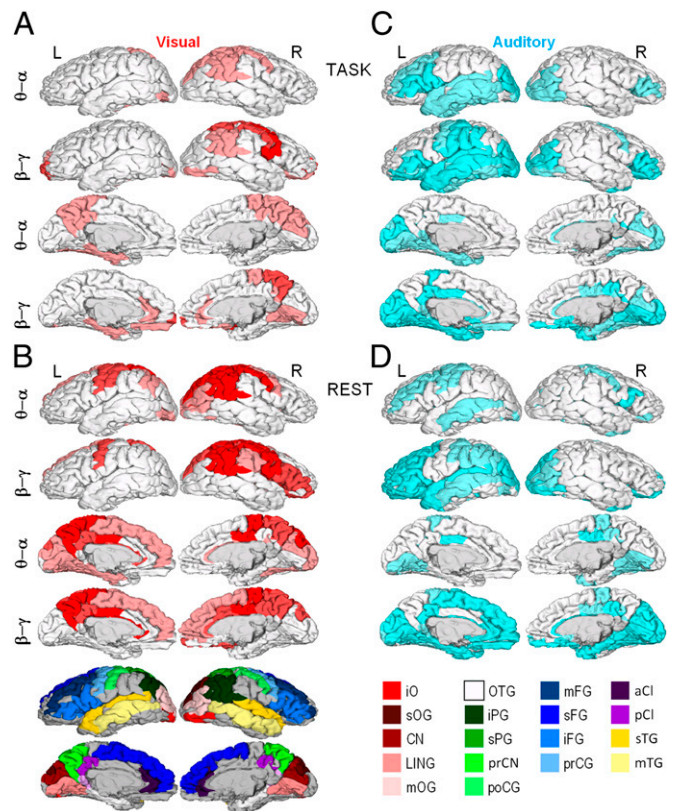 A
Visual
C
Auditory
L
R
TASK
L
R
θ–α
β–γ
θ–α
β–γ
B
D
L
R
REST
L
R
θ–α
β–γ
θ–α
β–γ
iO
OTG
mFG
aCI
sOG
iPG
sFG
pCI
CN
sPG
iFG
sTG
LING
prCN
prCG
mTG
mOG
poCG